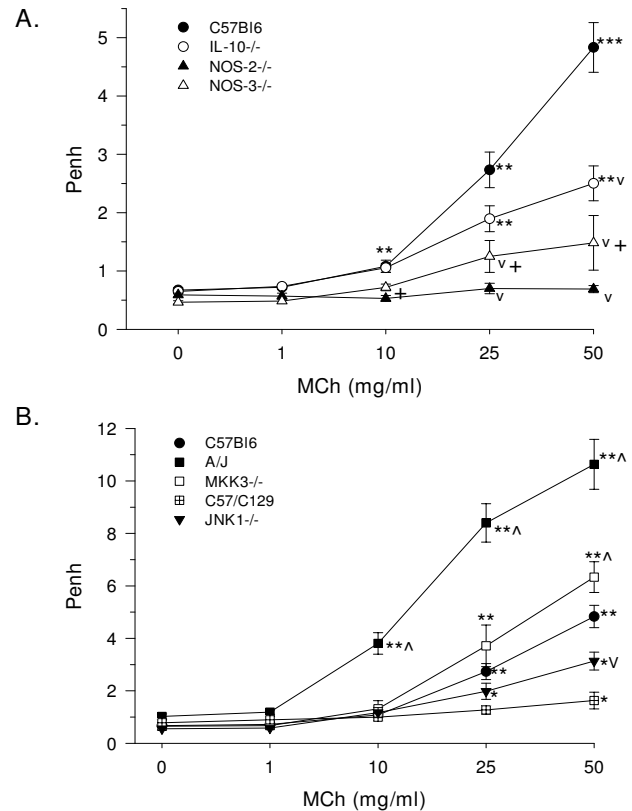 A.
C57Bl6
IL-10-/-
NOS-2-/-
NOS-3-/-
5
4
3
2
1
0
Penh
***
**
**v
**
**
v +
v +
+
v
v
0 1 10 25 50
MCh (mg/ml)
B.
C57Bl6
A/J
MKK3-/-
C57/C129
JNK1-/-
12
10
8
6
4
2
0
Penh
**^
**^
**^
**^
**
**
**
*V
*
*
0 1 10 25 50
MCh (mg/ml)